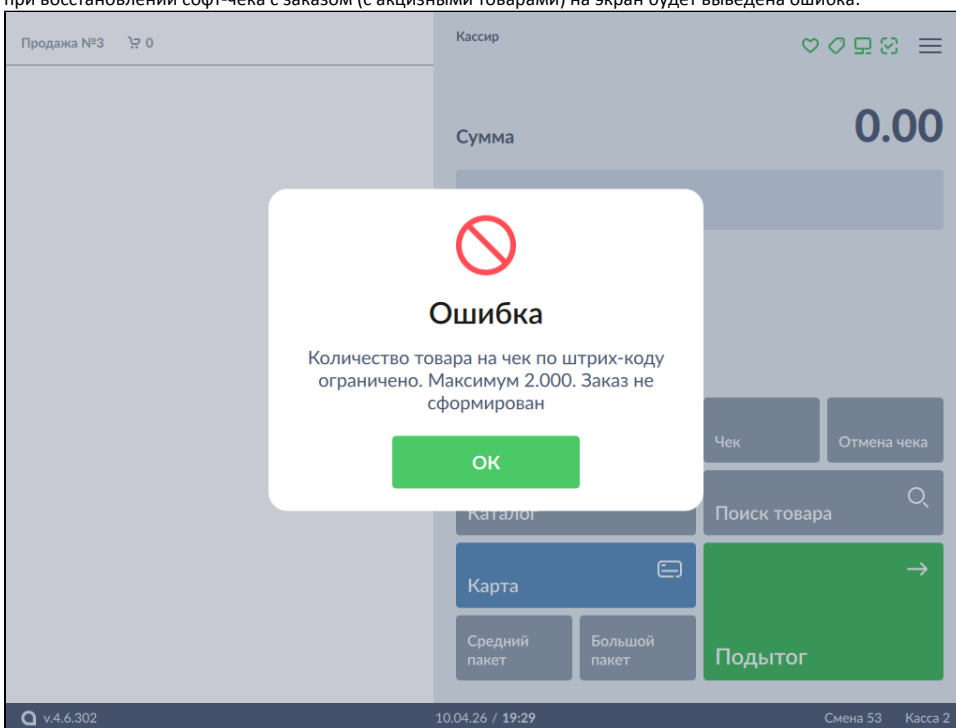 при восстановлении софт-чека с заказом (с акцизными товарами) на экран будет выведена ошибка:
Продажа №3 0
Кассир
Сумма 0.00
Ошибка
Количество товара на чек по штрих-коду
ограничено. Максимум 2.000. Заказ не
сформирован
ОК
Чек
Отмена чека
Каталог
Поиск товара
Карта
Средний
пакет
Большой
пакет
Подытог
v.4.6.302
10.04.26 / 19:29
Смена 53 Касса 2